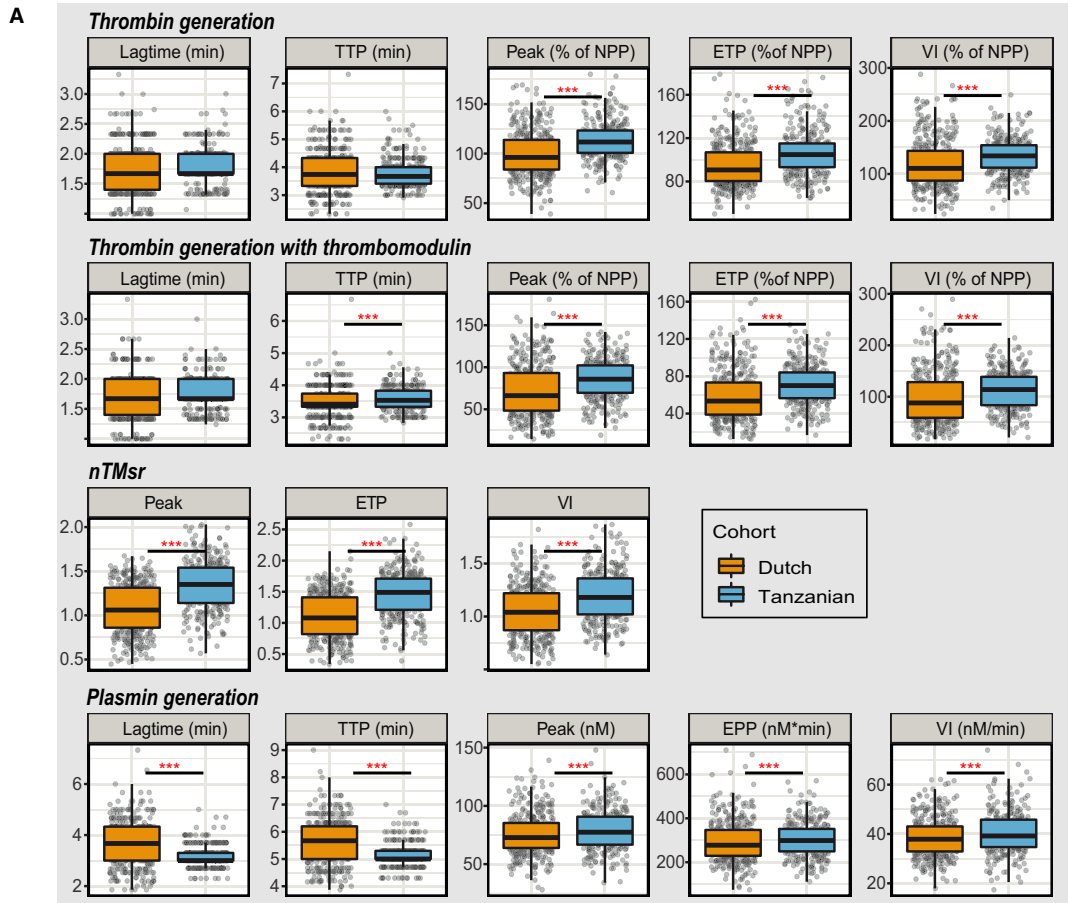 A
Thrombin generation
Lagtime (min) TTP (min) Peak (% of NPP) ETP (%of NPP) VI (% of NPP)
3.0 2.5 2.0 1.5
7 6 5 4 3
150 100 50
160 120 80
300 200 100
*** *** ***
Thrombin generation with thrombomodulin
Lagtime (min) TTP (min) Peak (% of NPP) ETP (%of NPP) VI (% of NPP)
3.0 2.5 2.0 1.5
6 5 4 3
150 100 50
160 120 80 40
300 200 100
*** *** *** ***
nTMsr
Peak ETP VI
2.0 1.5 1.0 0.5
2.5 2.0 1.5 1.0 0.5
1.5 1.0
*** *** ***
Cohort
Dutch
Tanzanian
Plasmin generation
Lagtime (min) TTP (min) Peak (nM) EPP (nM*min) VI (nM/min)
6 4 2
9 8 7 6 5 4
150 100 50
600 400 200
60 40 20
*** *** *** *** ***